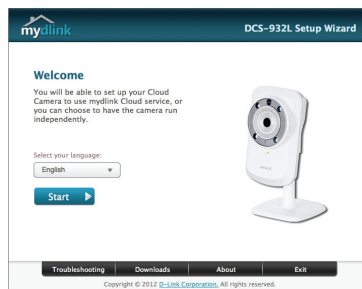 mydlink
DCS-932L Setup Wizard
Welcome
You will be able to set up your Cloud
Camera to use mydlink Cloud service, or
you can choose to have the camera run
independently.
Select your language:
English
Start
Troubleshooting
Downloads
About
Exit
Copyright © 2012 D-Link Corporation. All rights reserved.